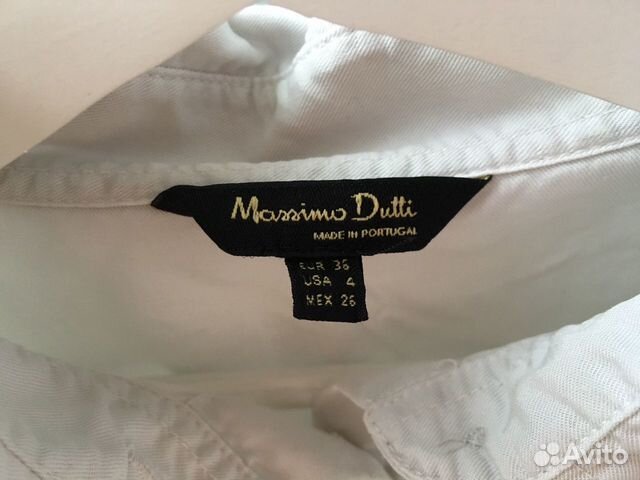 Massimo Dutti
MADE IN PORTUGAL
EUR 36
USA 4
MEX 26
Avito